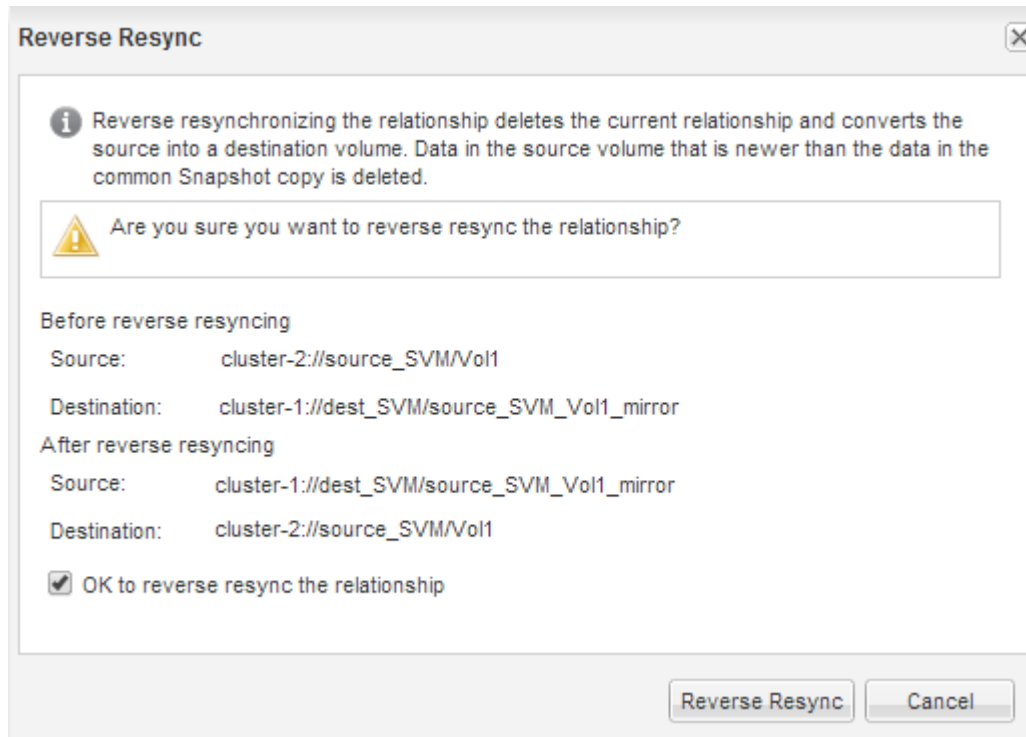 Reverse Resync
Reverse resynchronizing the relationship deletes the current relationship and converts the
source into a destination volume. Data in the source volume that is newer than the data in the
common Snapshot copy is deleted.
Are you sure you want to reverse resync the relationship?
Before reverse resyncing
Source: cluster-2://source_SVM/Vol1
Destination: cluster-1://dest_SVM/source_SVM_Vol1_mirror
After reverse resyncing
Source: cluster-1://dest_SVM/source_SVM_Vol1_mirror
Destination: cluster-2://source_SVM/Vol1
OK to reverse resync the relationship
Reverse Resync Cancel